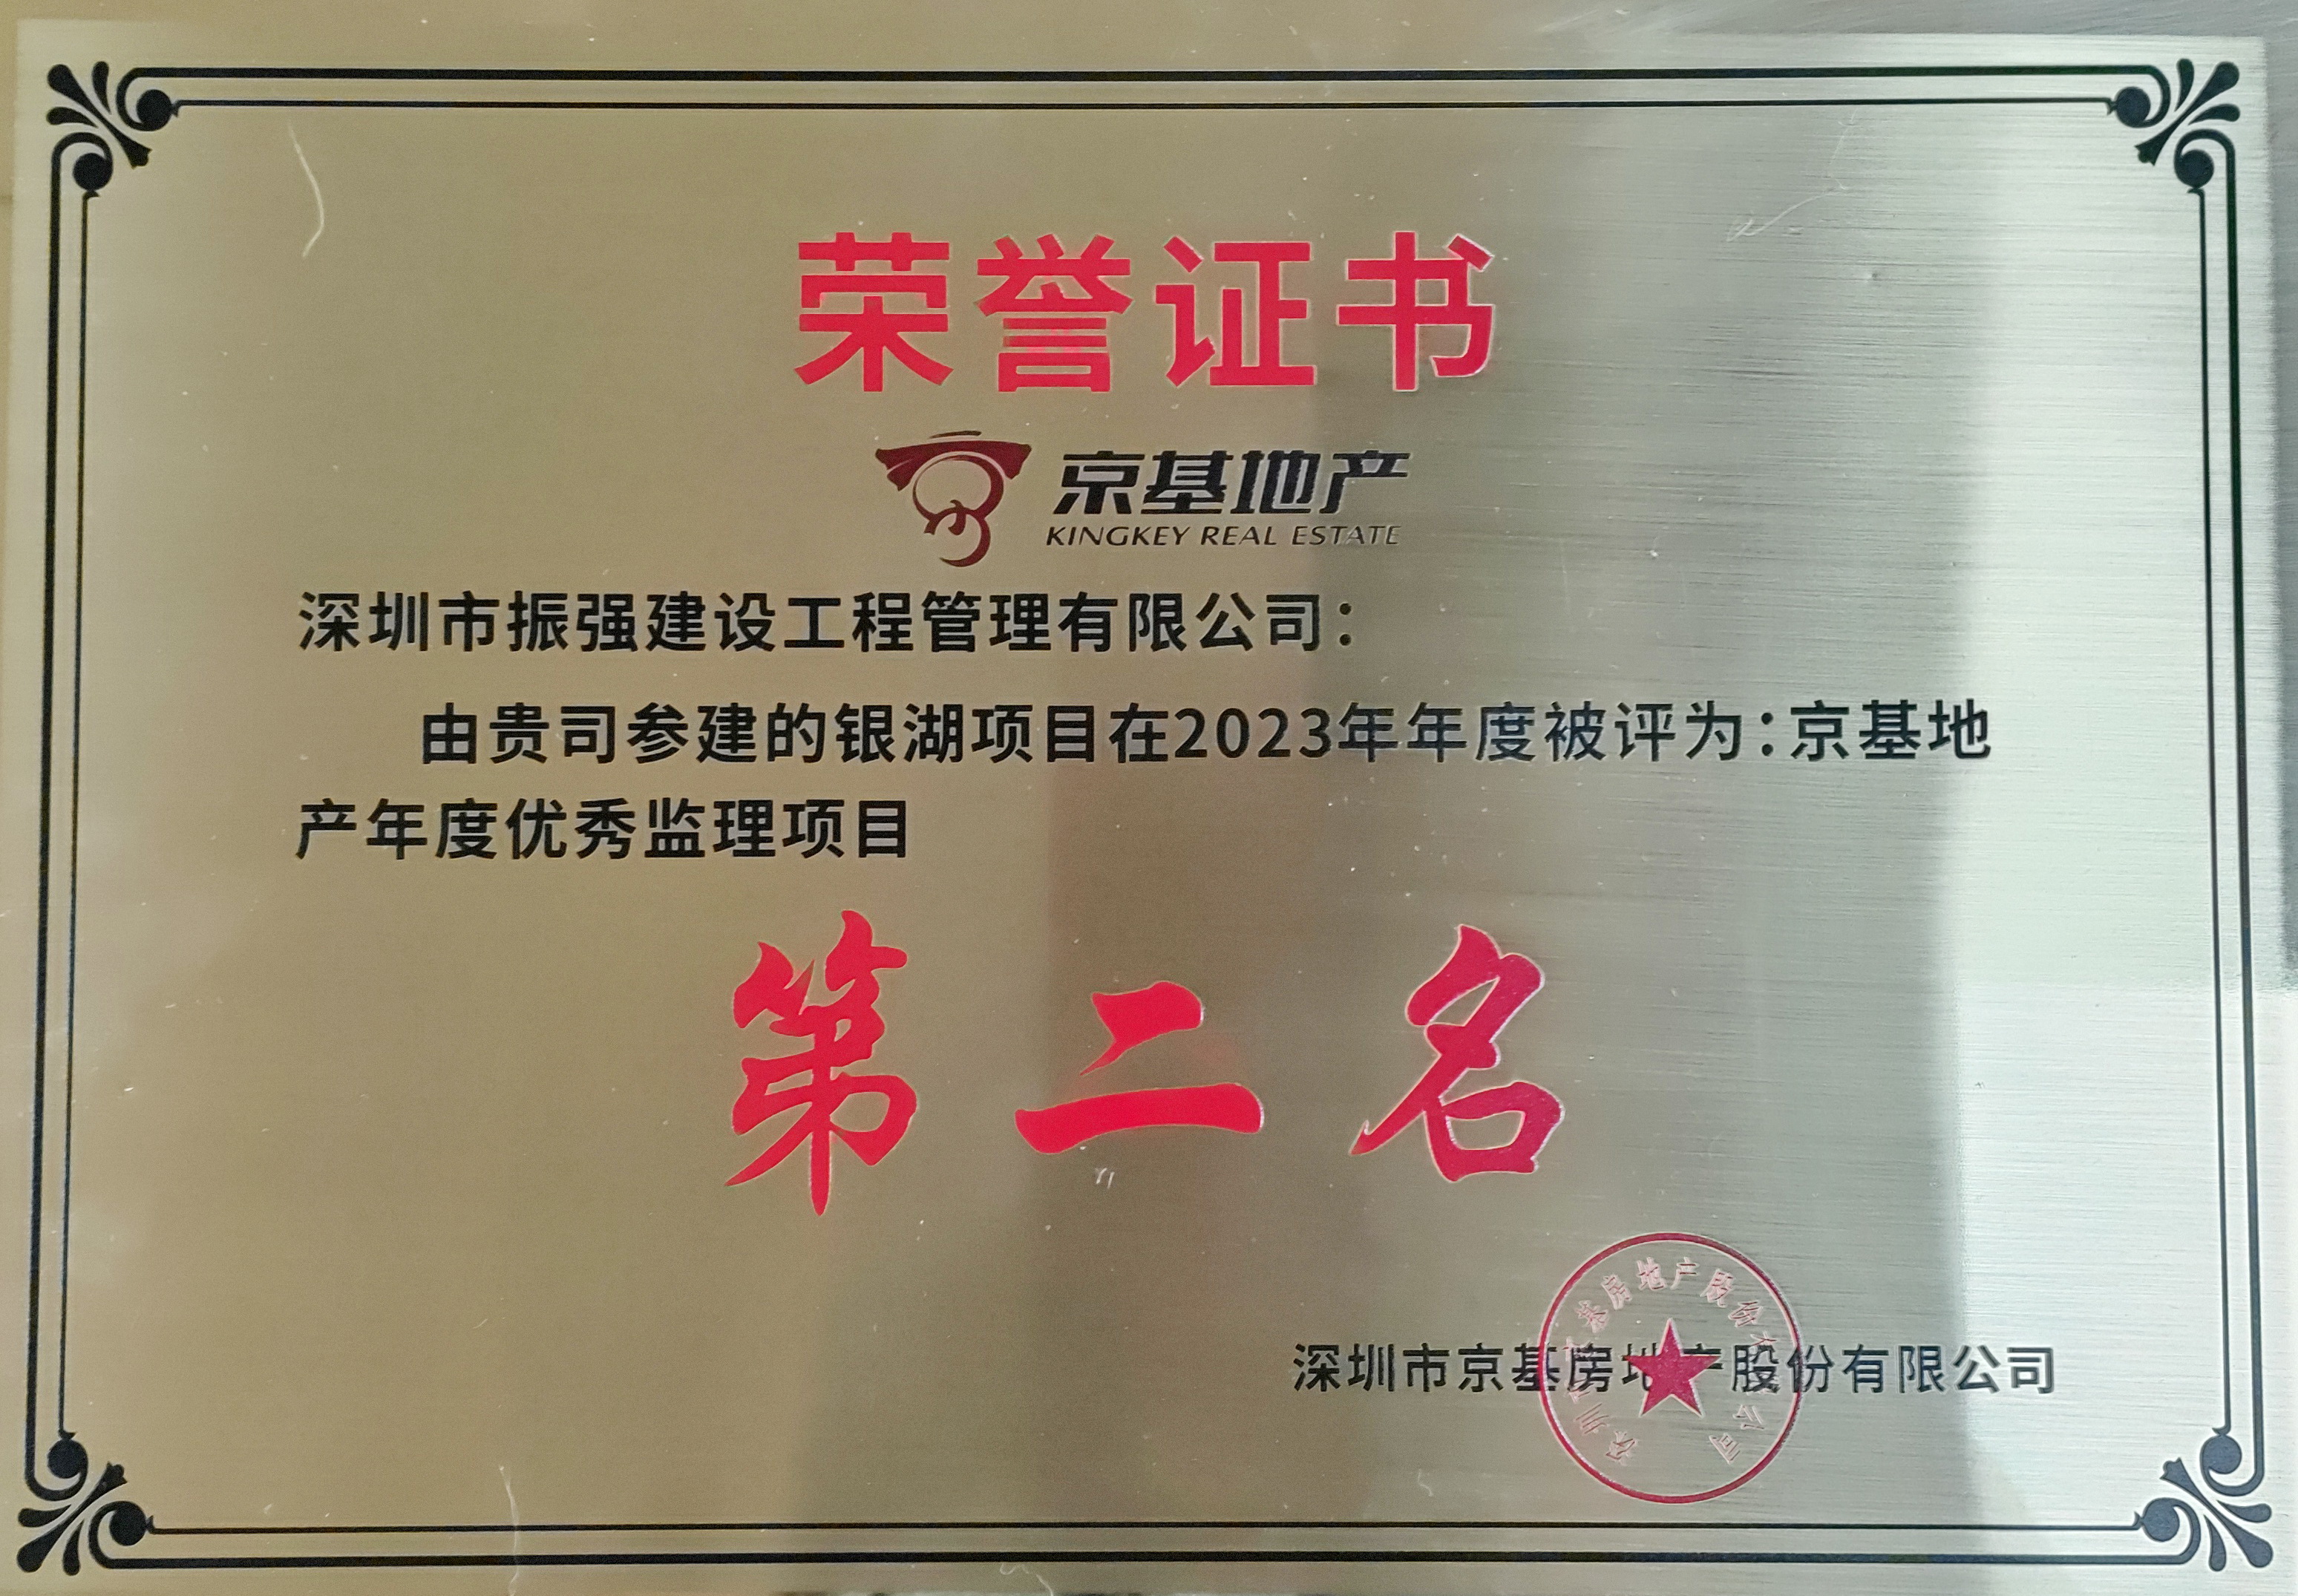 荣誉证书
京基地产
KINGKEY REAL ESTATE
深圳市振强建设工程管理有限公司：
由贵司参建的银湖项目在2023年年度被评为：京基地
产年度优秀监理项目
第二名
深圳市京基房地产股份有限公司